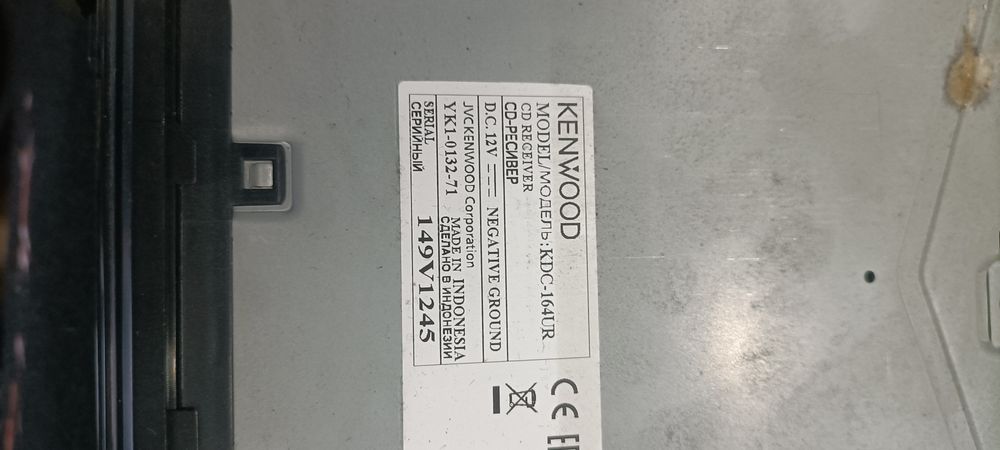 KENWOOD
MODEL/МОДЕЛЬ: KDC-164UR
CD RECEIVER
CD-РЕСИВЕР
D.C. 12V NEGATIVE GROUND
JVCKENWOOD Corporation
YK1-0132-71 MADE IN INDONESIA
СДЕЛАНО В ИНДОНЕЗИИ
SERIAL
СЕРИЙНЫЙ 149V1245
CE